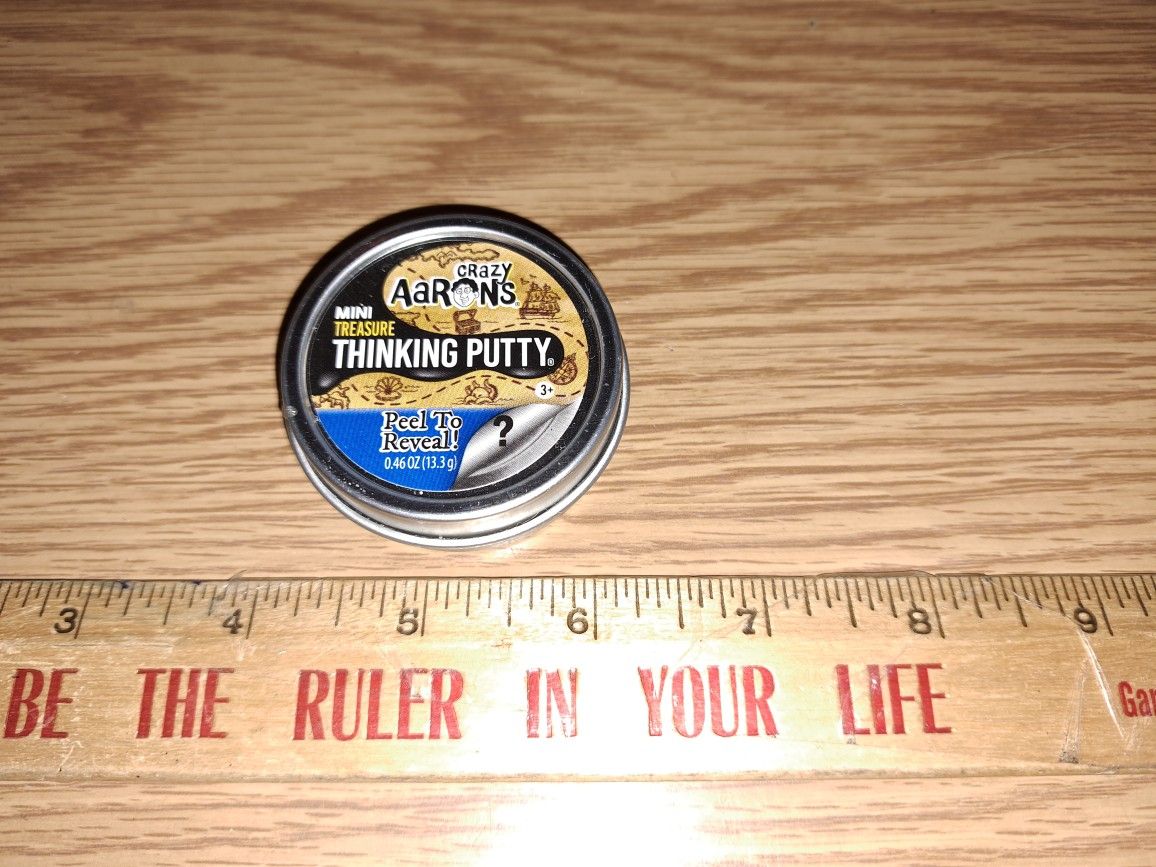 CRAZY
AARON'S®
MINI
TREASURE
THINKING PUTTY®
3+
Peel To
Reveal!
?
0.46 OZ (13.3 g)
3 4 5 6 7 8 9
BE THE RULER IN YOUR LIFE